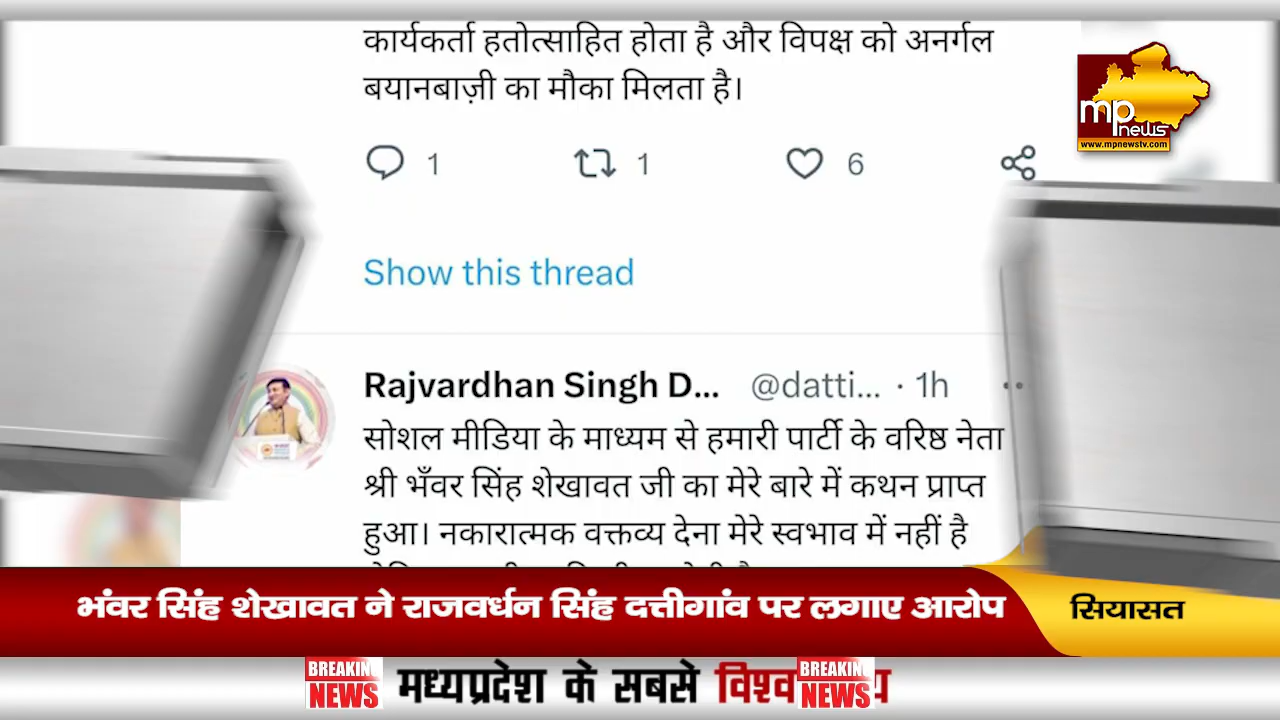 कार्यकर्ता हतोत्साहित होता है और विपक्ष को अनर्गल
बयानबाज़ी का मौका मिलता है।
mp
news
www.mpnewstv.com
1 1 6
Show this thread
Rajvardhan Singh D... @datti... · 1h
सोशल मीडिया के माध्यम से हमारी पार्टी के वरिष्ठ नेता
श्री भँवर सिंह शेखावत जी का मेरे बारे में कथन प्राप्त
हुआ। नकारात्मक वक्तव्य देना मेरे स्वभाव में नहीं है
भंवर सिंह शेखावत ने राजवर्धन सिंह दत्तीगांव पर लगाए आरोप
सियासत
BREAKING NEWS मध्यप्रदेश के सबसे BREAKING NEWS